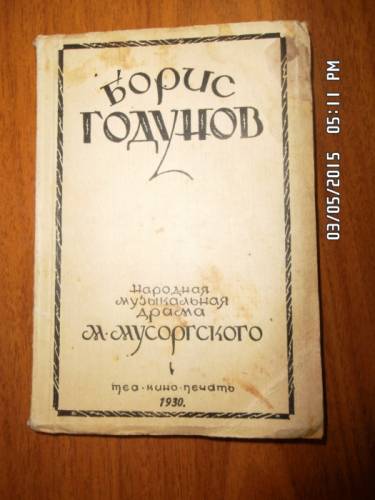 БОРИС
ГОДУНОВ
НАРОДНАЯ
МУЗЫКАЛЬНАЯ
ДРАМА
М·МУСОРГСКОГО
ТЕА·КИНО·ПЕЧАТЬ
1930.
03/05/2015 05:11 PM